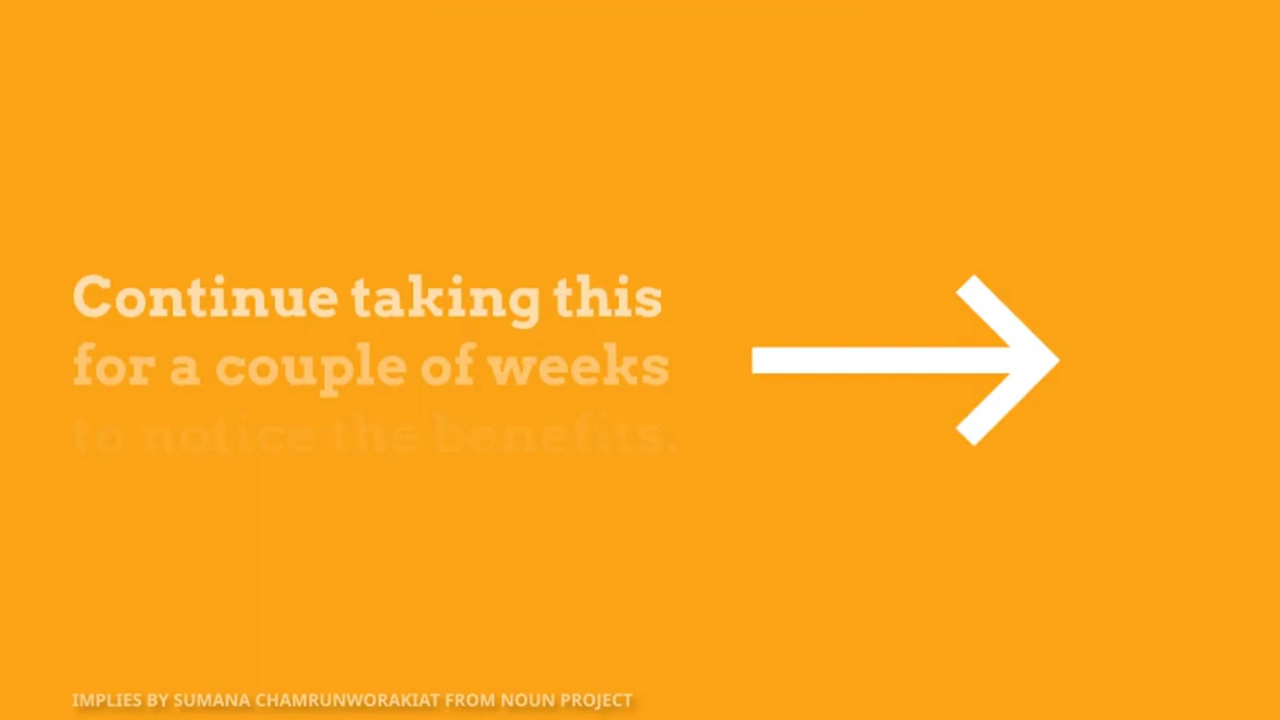 Continue taking this
for a couple of weeks
to notice the benefits.
IMPLIES BY SUMANA CHAMRUNWORAKIAT FROM NOUN PROJECT